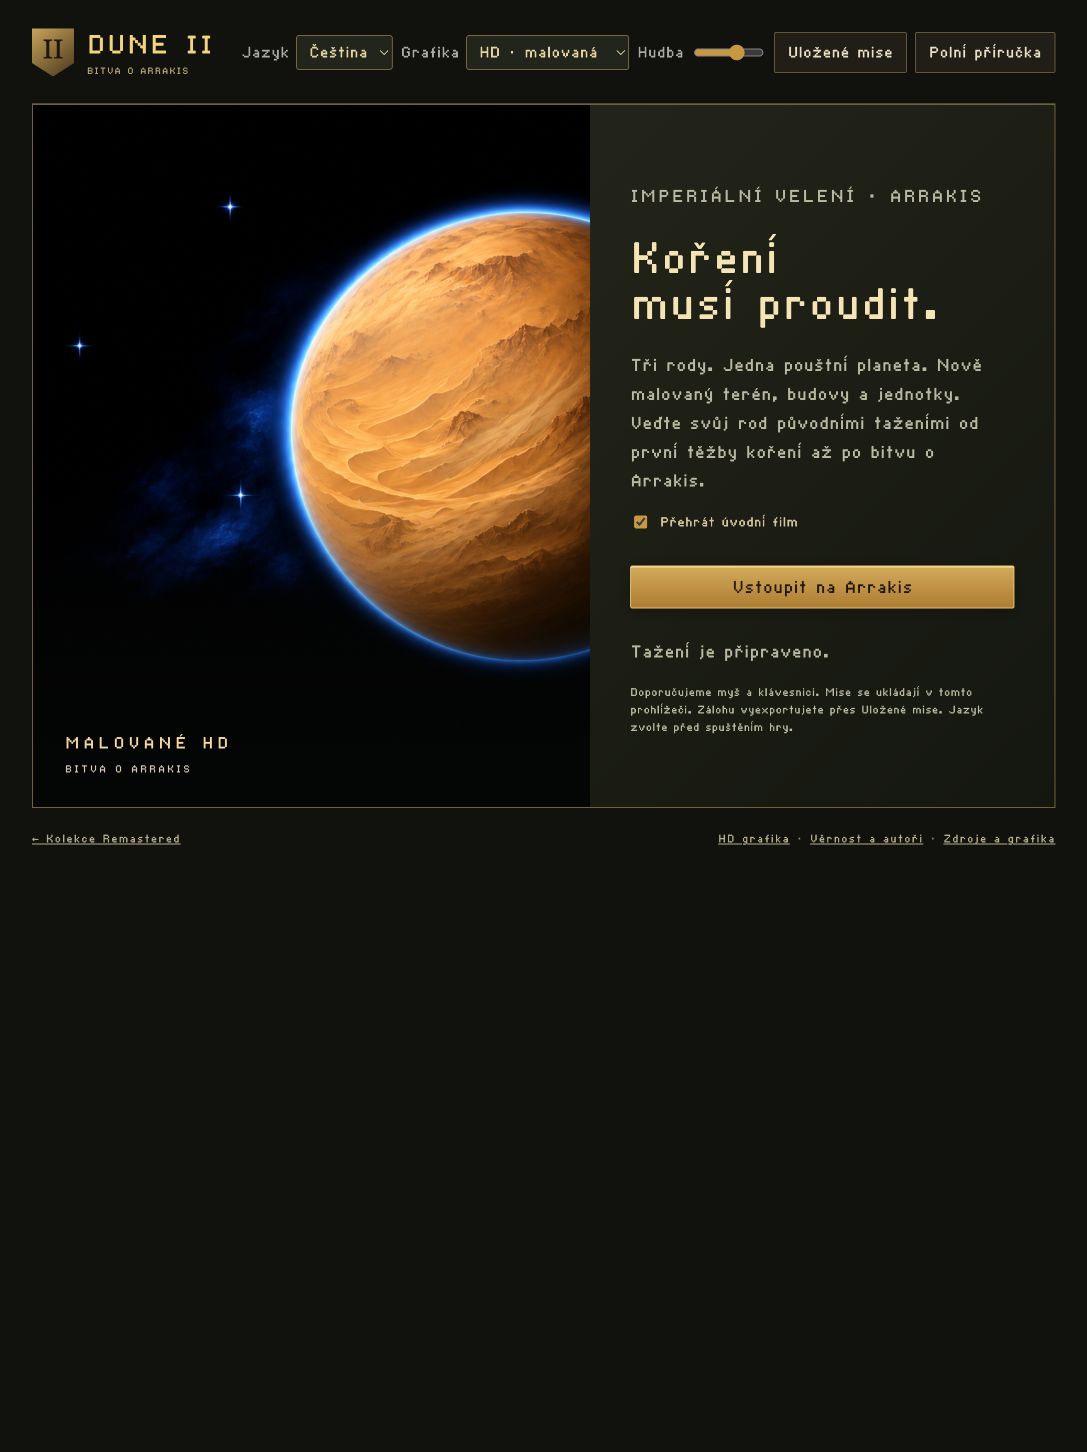 II
DUNE II
BITVA O ARRAKIS
Jazyk Čeština Grafika HD · malovaná Hudba Uložené mise Polní příručka
IMPERIÁLNÍ VELENÍ · ARRAKIS
Koření
musí proudit.
Tři rody. Jedna pouštní planeta. Nově
malovaný terén, budovy a jednotky.
Veďte svůj rod původními taženími od
první těžby koření až po bitvu o
Arrakis.
Přehrát úvodní film
Vstoupit na Arrakis
Tažení je připraveno.
Doporučujeme myš a klávesnici. Mise se ukládají v tomto
prohlížeči. Zálohu vyexportujete přes Uložené mise. Jazyk
zvolte před spuštěním hry.
MALOVANÉ HD
BITVA O ARRAKIS
← Kolekce Remastered
HD grafika · Věrnost a autoři · Zdroje a grafika